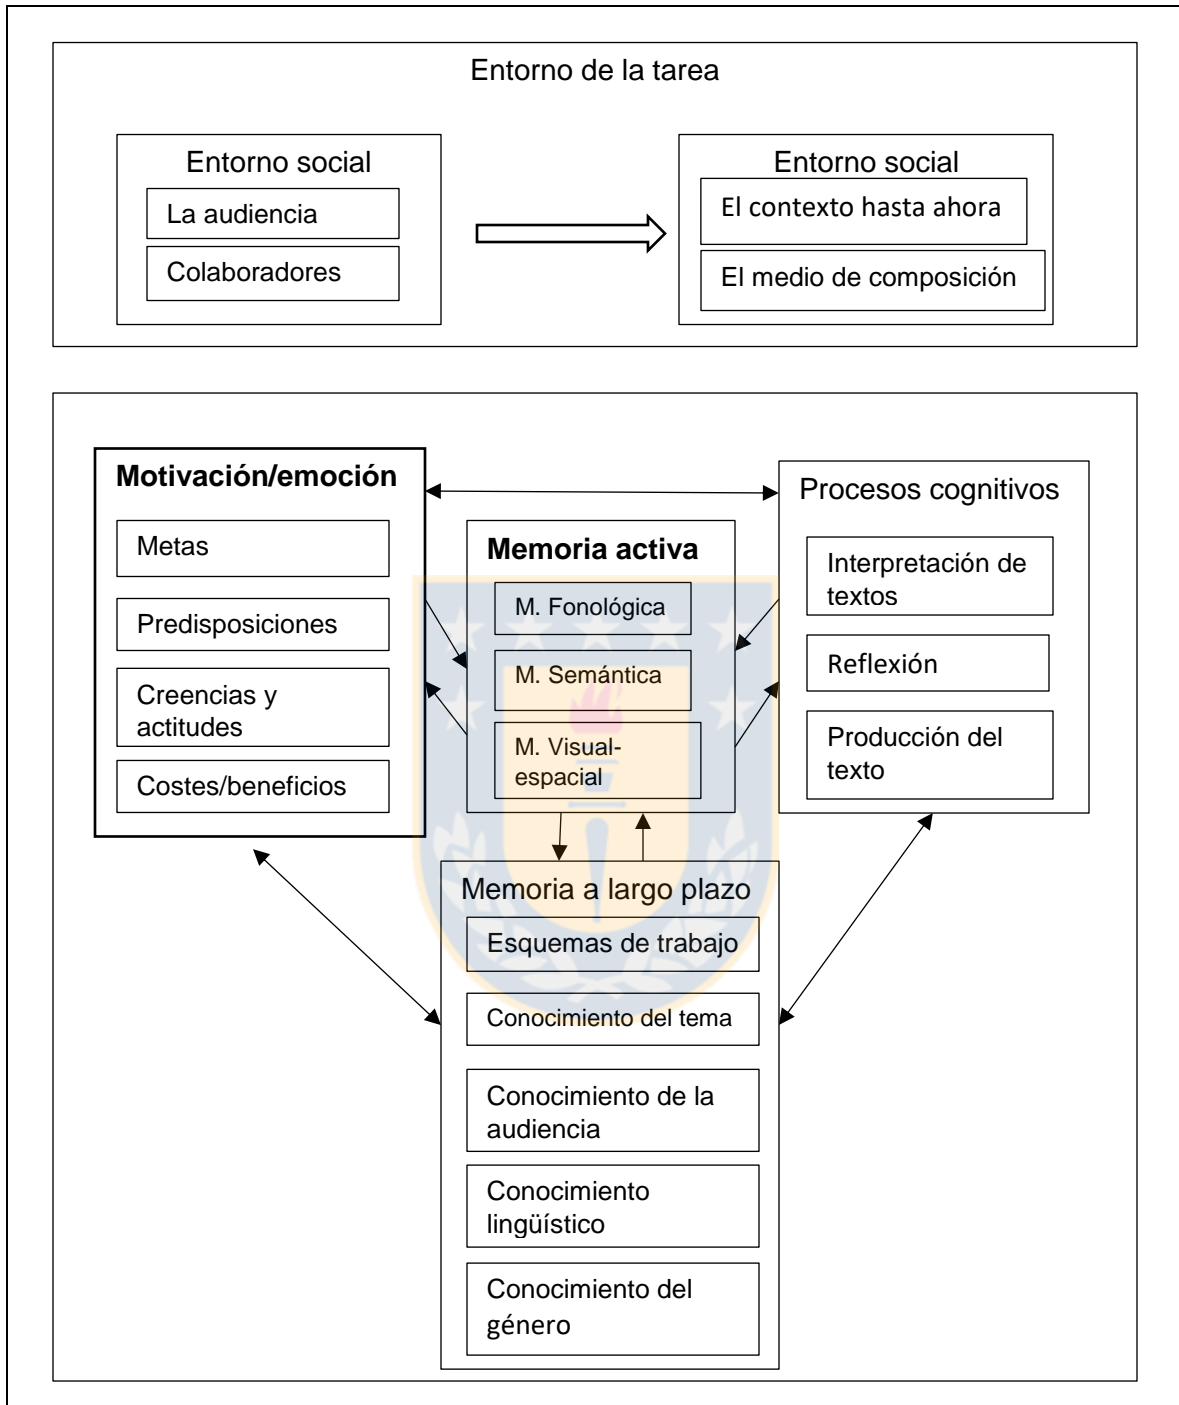 Entorno de la tarea
Entorno social
La audiencia
Colaboradores
Entorno social
El contexto hasta ahora
El medio de composición
Motivación/emoción
Metas
Predisposiciones
Creencias y
actitudes
Costes/beneficios
Memoria activa
M. Fonológica
M. Semántica
M. Visual-
espacial
Procesos cognitivos
Interpretación de
textos
Reflexión
Producción del
texto
Memoria a largo plazo
Esquemas de trabajo
Conocimiento del tema
Conocimiento de la
audiencia
Conocimiento
lingüístico
Conocimiento del
género